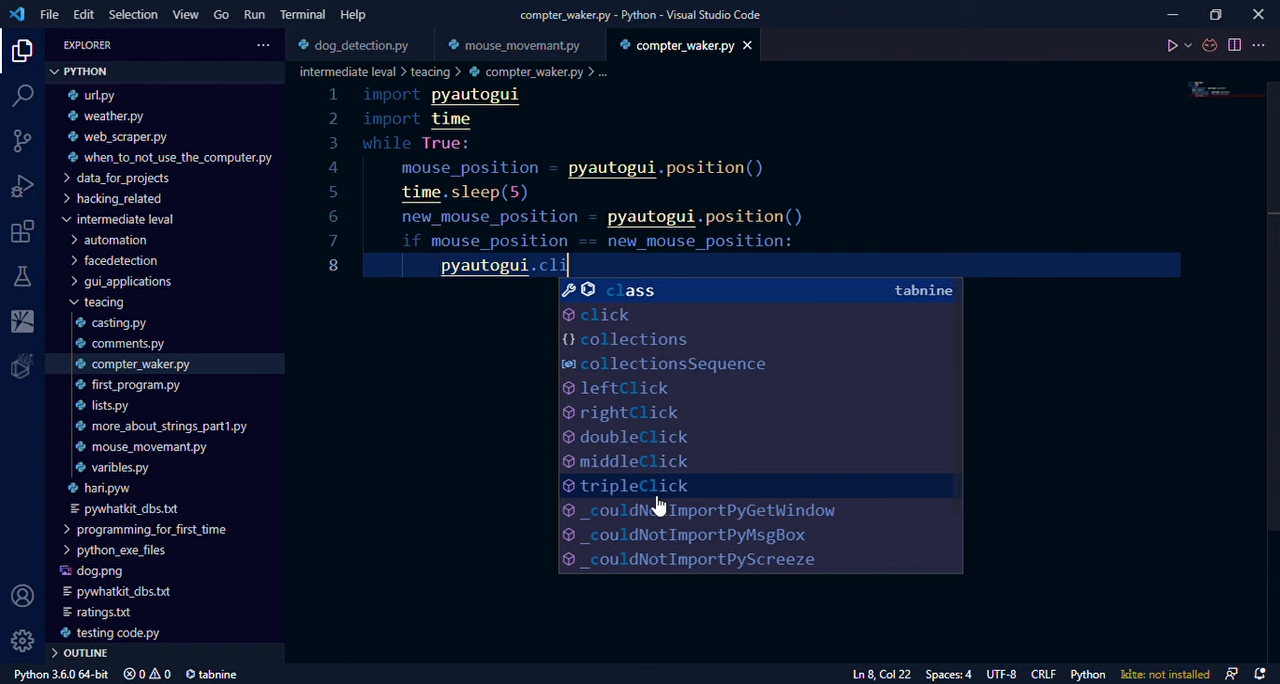 File Edit Selection View Go Run Terminal Help compter_waker.py - Python - Visual Studio Code
EXPLORER
dog_detection.py mouse_movemant.py compter_waker.py
PYTHON
intermediate leval > teacing > compter_waker.py > ...
url.py
weather.py
web_scraper.py
when_to_not_use_the_computer.py
data_for_projects
hacking_related
intermediate leval
automation
facedetection
gui_applications
teacing
casting.py
comments.py
compter_waker.py
first_program.py
lists.py
more_about_strings_part1.py
mouse_movemant.py
varibles.py
hari.pyw
pywhatkit_dbs.txt
programming_for_first_time
python_exe_files
dog.png
pywhatkit_dbs.txt
ratings.txt
testing code.py
OUTLINE
1 import pyautogui
2 import time
3 while True:
4 mouse_position = pyautogui.position()
5 time.sleep(5)
6 new_mouse_position = pyautogui.position()
7 if mouse_position == new_mouse_position:
8 pyautogui.cli
class tabnine
click
collections
collectionsSequence
leftClick
rightClick
doubleClick
middleClick
tripleClick
_couldNotImportPyGetWindow
_couldNotImportPyMsgBox
_couldNotImportPyScreeze
Python 3.6.0 64-bit 0 0 tabnine Ln 8, Col 22 Spaces: 4 UTF-8 CRLF Python kite: not installed